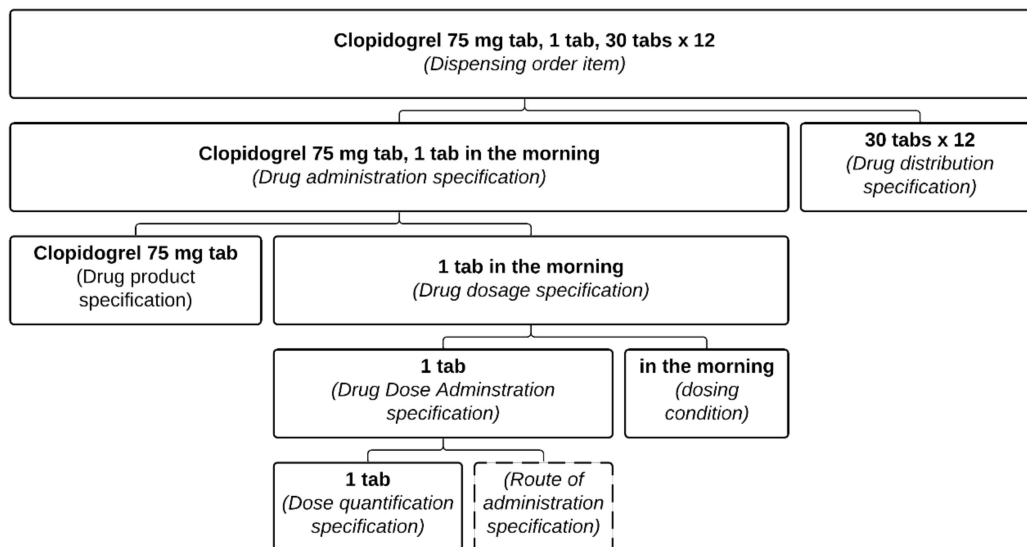 Clopidogrel 75 mg tab, 1 tab, 30 tabs x 12
(Dispensing order item)
Clopidogrel 75 mg tab, 1 tab in the morning
(Drug administration specification)
30 tabs x 12
(Drug distribution
specification)
Clopidogrel 75 mg tab
(Drug product
specification)
1 tab in the morning
(Drug dosage specification)
1 tab
(Drug Dose Adminstration
specification)
in the morning
(dosing
condition)
1 tab
(Dose quantification
specification)
(Route of
administration
specification)